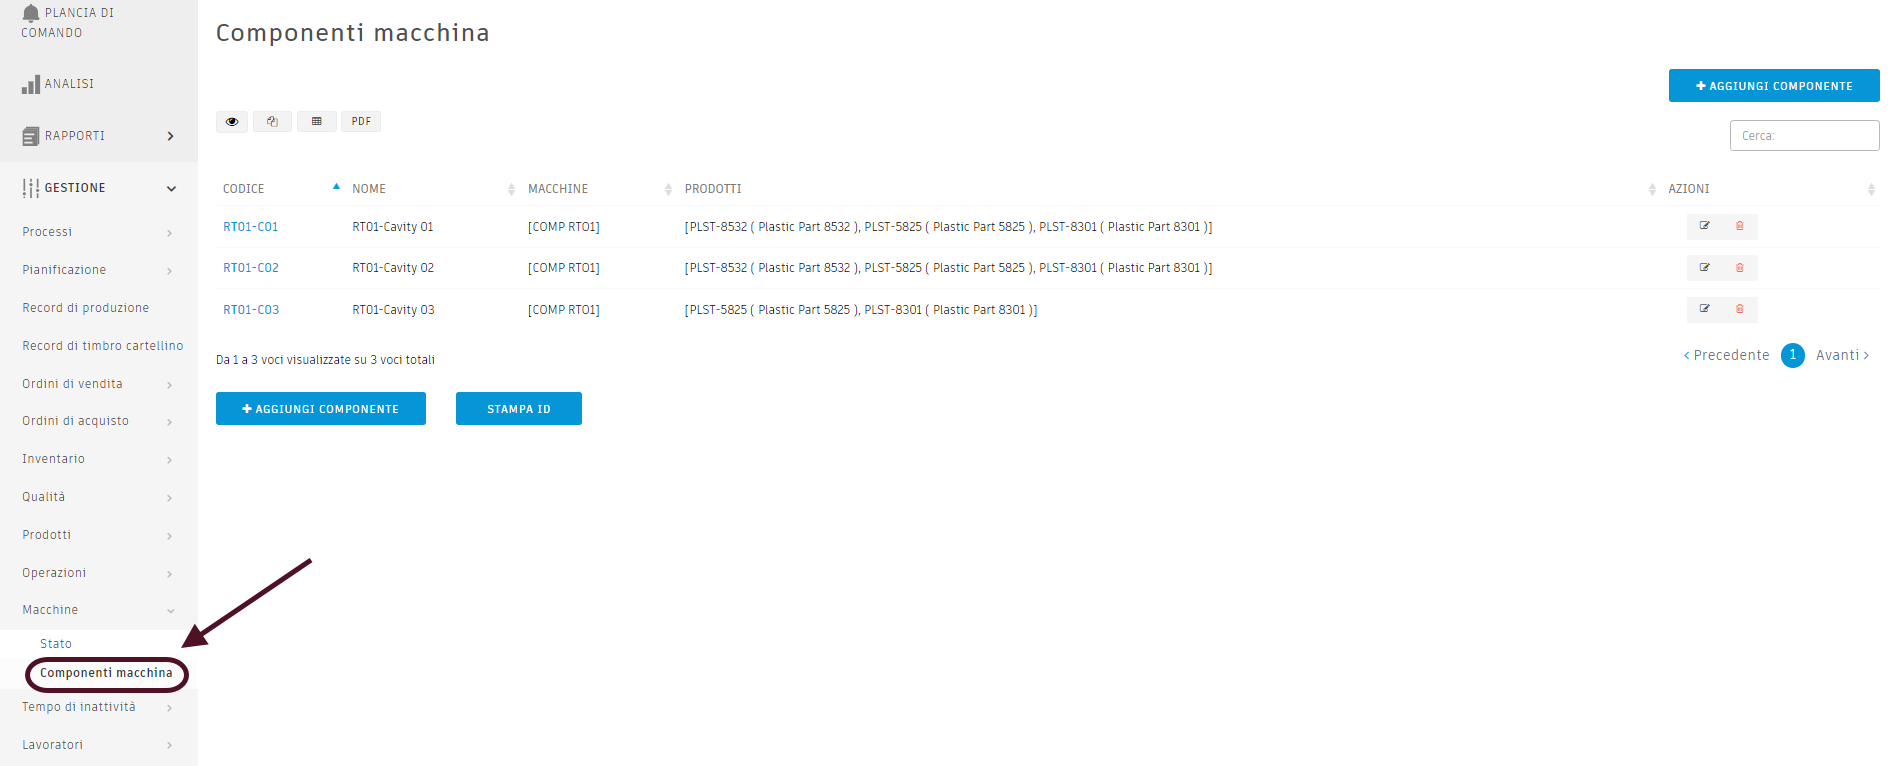 PLANCIA DI
COMANDO
ANALISI
RAPPORTI
GESTIONE
Processi
Pianificazione
Record di produzione
Record di timbro cartellino
Ordini di vendita
Ordini di acquisto
Inventario
Qualità
Prodotti
Operazioni
Macchine
Stato
Componenti macchina
Tempo di inattività
Lavoratori
Componenti macchina
AGGIUNGI COMPONENTE
PDF
Cerca:
CODICE NOME MACCHINE PRODOTTI AZIONI
RT01-C01 RT01-Cavity 01 [COMP RTO1] [PLST-8532 ( Plastic Part 8532 ), PLST-5825 ( Plastic Part 5825 ), PLST-8301 ( Plastic Part 8301 )]
RT01-C02 RT01-Cavity 02 [COMP RTO1] [PLST-8532 ( Plastic Part 8532 ), PLST-5825 ( Plastic Part 5825 ), PLST-8301 ( Plastic Part 8301 )]
RT01-C03 RT01-Cavity 03 [COMP RTO1] [PLST-5825 ( Plastic Part 5825 ), PLST-8301 ( Plastic Part 8301 )]
Da 1 a 3 voci visualizzate su 3 voci totali
Precedente 1 Avanti
AGGIUNGI COMPONENTE STAMPA ID